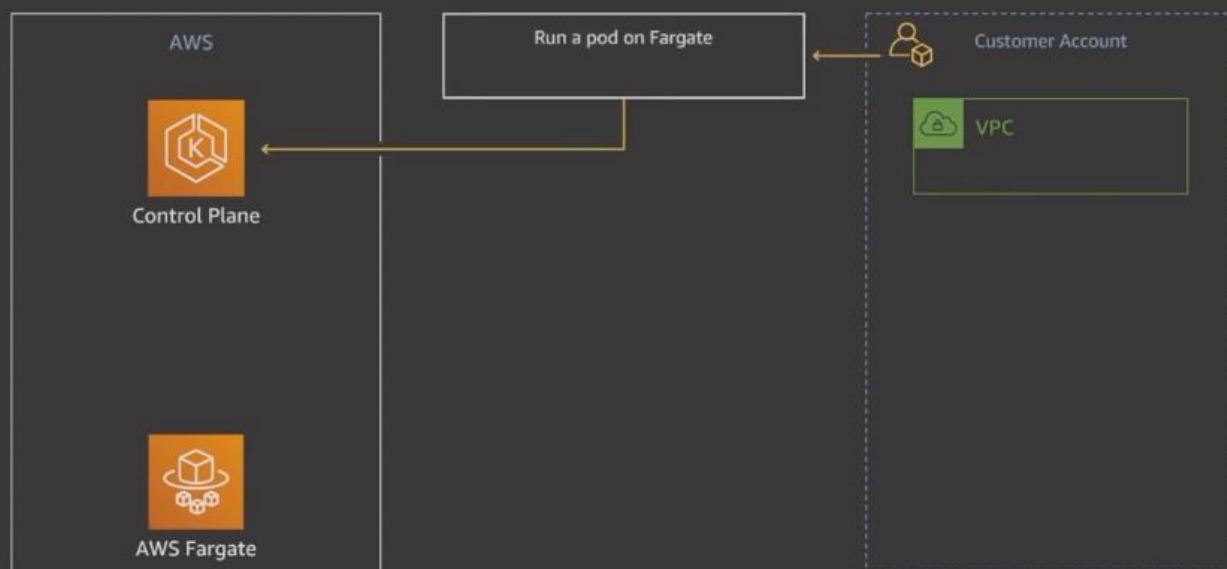 AWS
Run a pod on Fargate
Customer Account
K
VPC
Control Plane
AWS Fargate